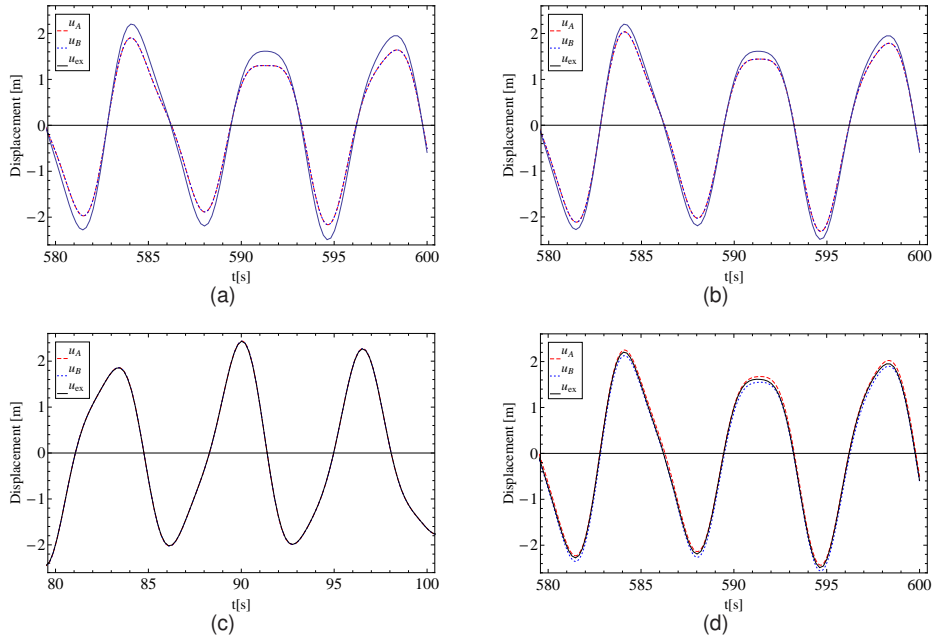 u_A
u_B
u_ex
Displacement [m]
2
1
0
−1
−2
580 585 590 595 600
t[s]
(a)
u_A
u_B
u_ex
Displacement [m]
2
1
0
−1
−2
580 585 590 595 600
t[s]
(b)
u_A
u_B
u_ex
Displacement [m]
2
1
0
−1
−2
80 85 90 95 100
t[s]
(c)
u_A
u_B
u_ex
Displacement [m]
2
1
0
−1
−2
580 585 590 595 600
t[s]
(d)